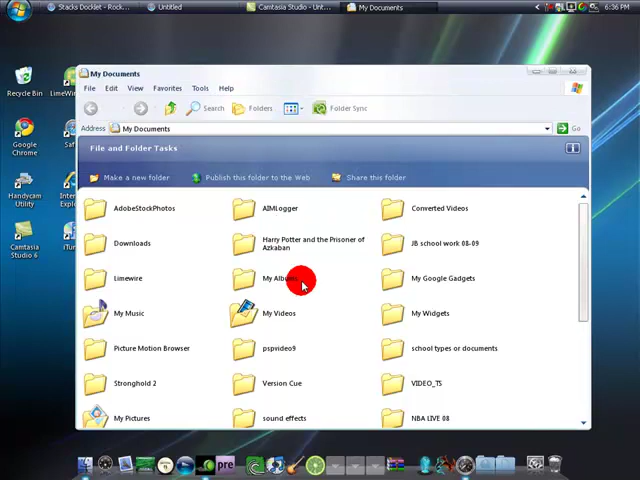 Stacks Docklet - Rock...
Untitled
Camtasia Studio - Unt...
My Documents
6:36 PM
My Documents
File Edit View Favorites Tools Help
Search Folders Folder Sync
Address My Documents Go
File and Folder Tasks
Make a new folder Publish this folder to the Web Share this folder
AdobeStockPhotos AIMLogger Converted Videos
Downloads Harry Potter and the Prisoner of
Azkaban JB school work 08-09
Limewire My Albums My Google Gadgets
My Music My Videos My Widgets
Picture Motion Browser pspvideo9 school types or documents
Stronghold 2 Version Cue VIDEO_TS
My Pictures sound effects NBA LIVE 08
Recycle Bin
LimeWire
Google
Chrome
Handycam
Utility
Camtasia
Studio 6
pre